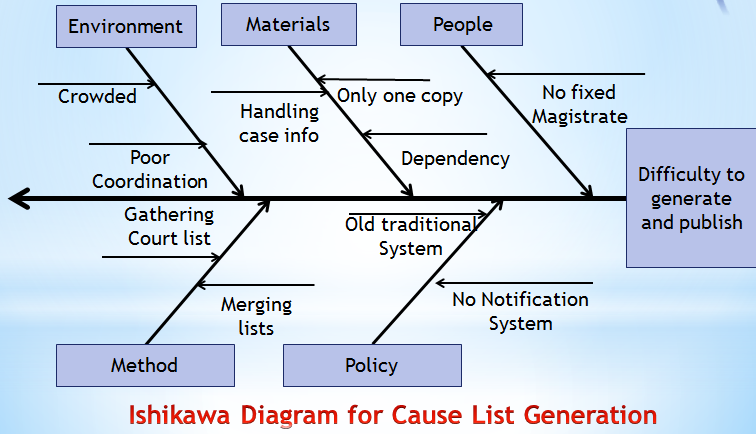 Environment
Materials
People
Crowded
Only one copy
Handling
case info
No fixed
Magistrate
Poor
Coordination
Dependency
Difficulty to
generate
and publish
Gathering
Court list
Old traditional
System
Merging
lists
No Notification
System
Method
Policy
Ishikawa Diagram for Cause List Generation